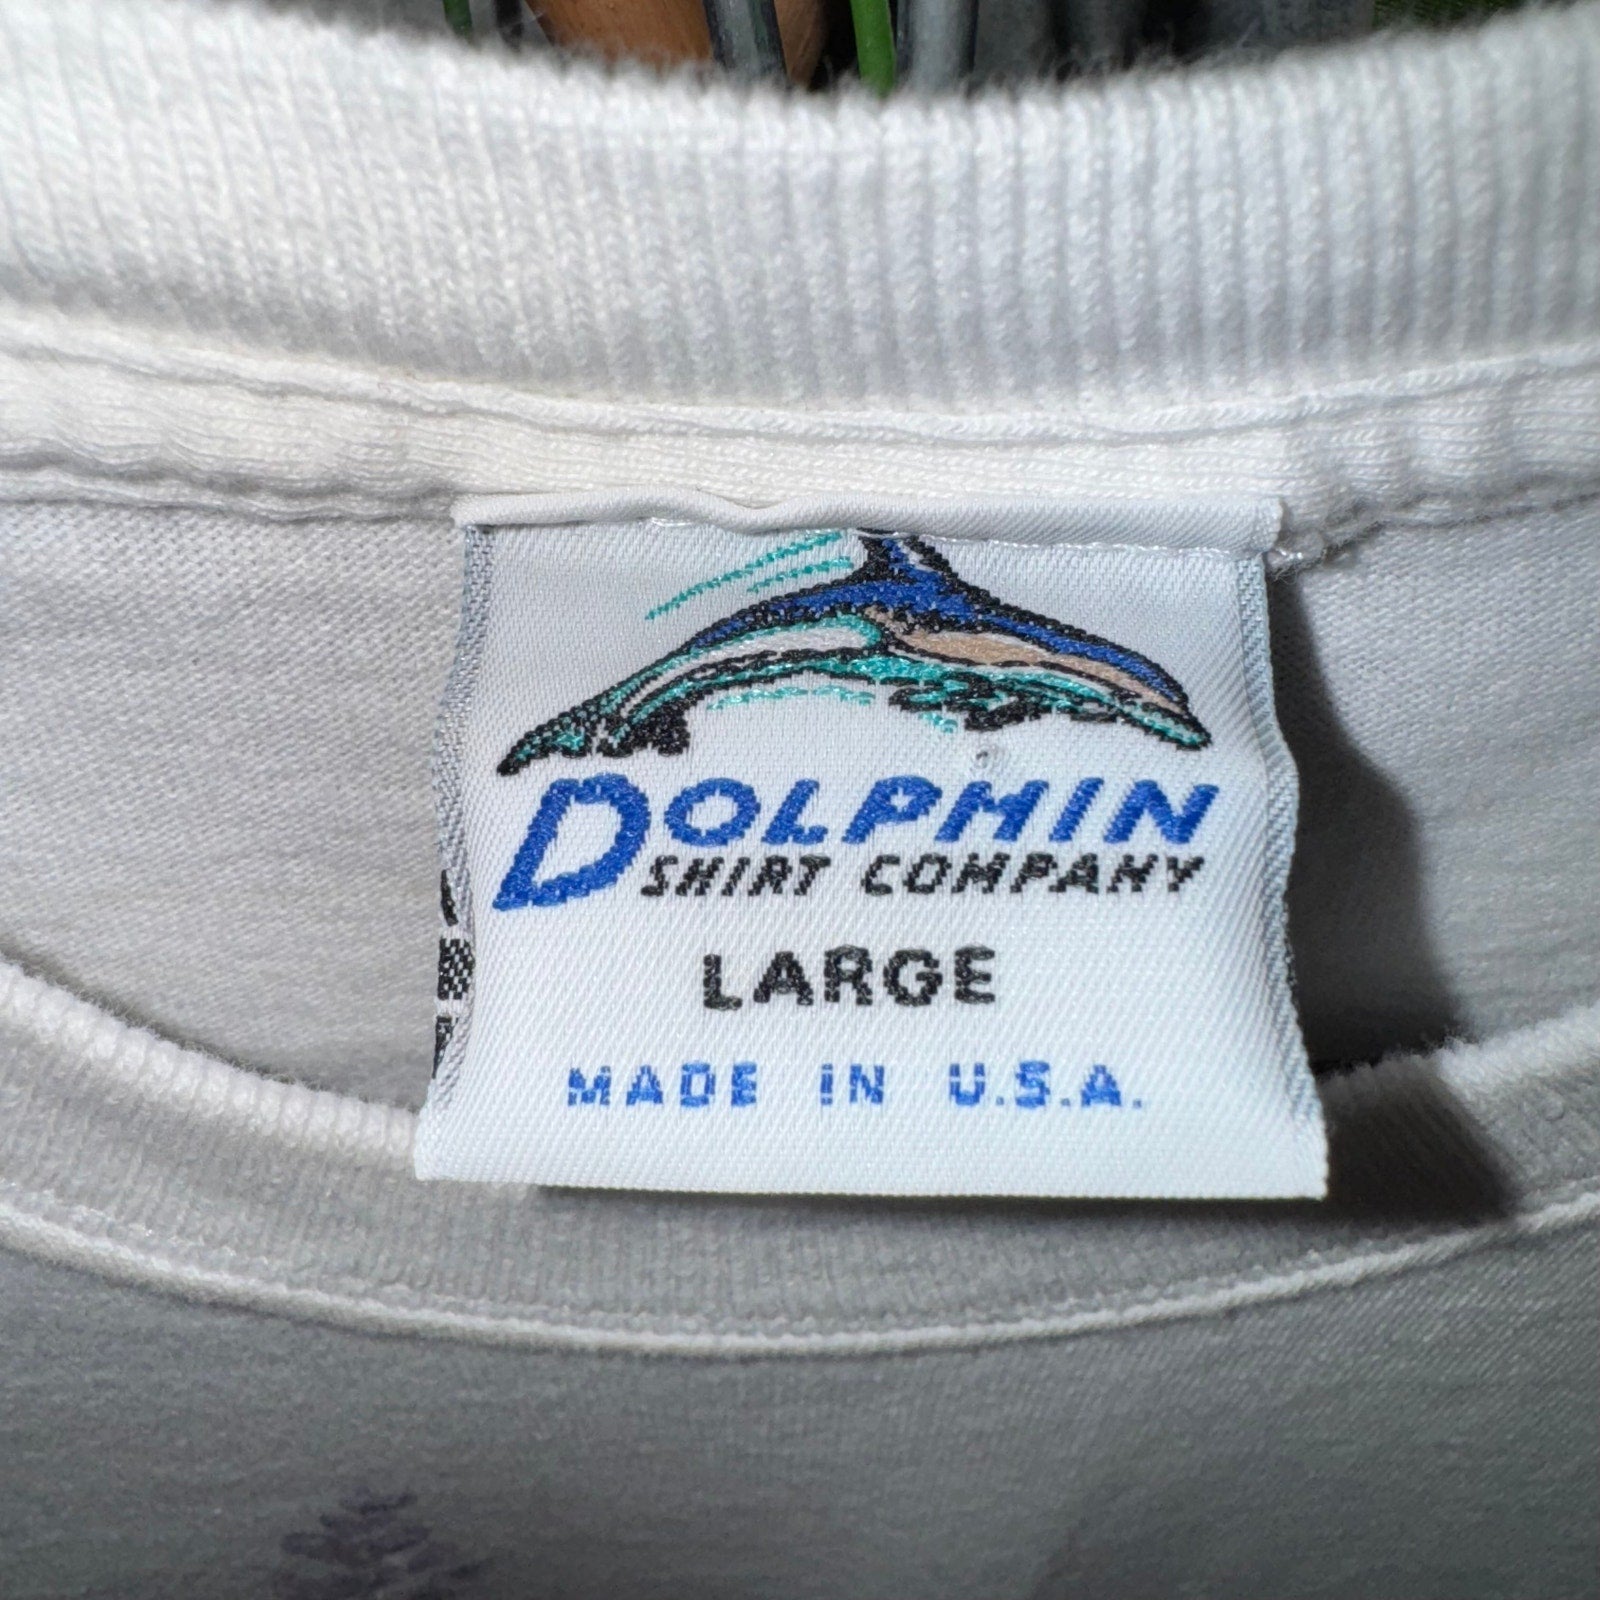 DOLPHIN
SHIRT COMPANY
LARGE
MADE IN U.S.A.